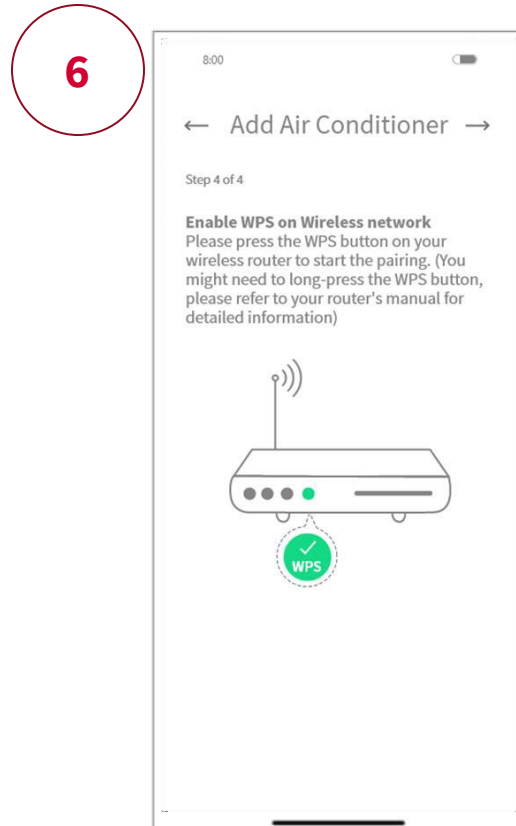 6
8:00
← Add Air Conditioner →
Step 4 of 4
Enable WPS on Wireless network
Please press the WPS button on your
wireless router to start the pairing. (You
might need to long-press the WPS button,
please refer to your router's manual for
detailed information)
WPS